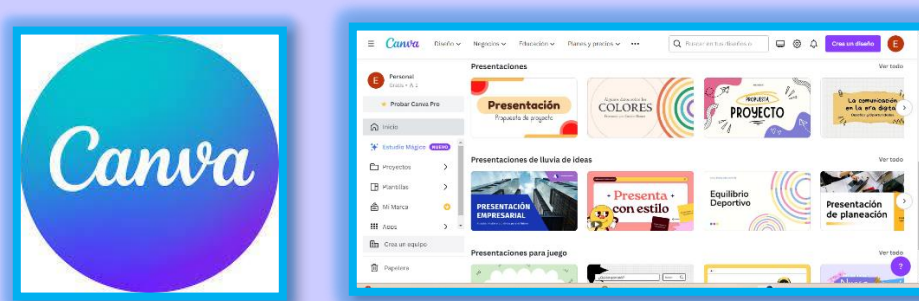 Canva
Canva
Diseño
Negocios
Educación
Planes y precios
Buscar en tus diseños o
Crea un diseño
E
E
Personal
Probar Canva Pro
Inicio
Estudio Mágico NUEVO
Proyectos
Plantillas
Mi Marca
Apps
Crea un equipo
Papelera
Presentaciones
Ver todo
Presentación
Propuesta de proyecto
COLORES
PROPUESTA
PROYECTO
La comunicación
en la era digital
Presentaciones de lluvia de ideas
Ver todo
PRESENTACIÓN
EMPRESARIAL
Presenta
con estilo
Equilibrio
Deportivo
Presentación
de planeación
Presentaciones para juego
Ver todo
?